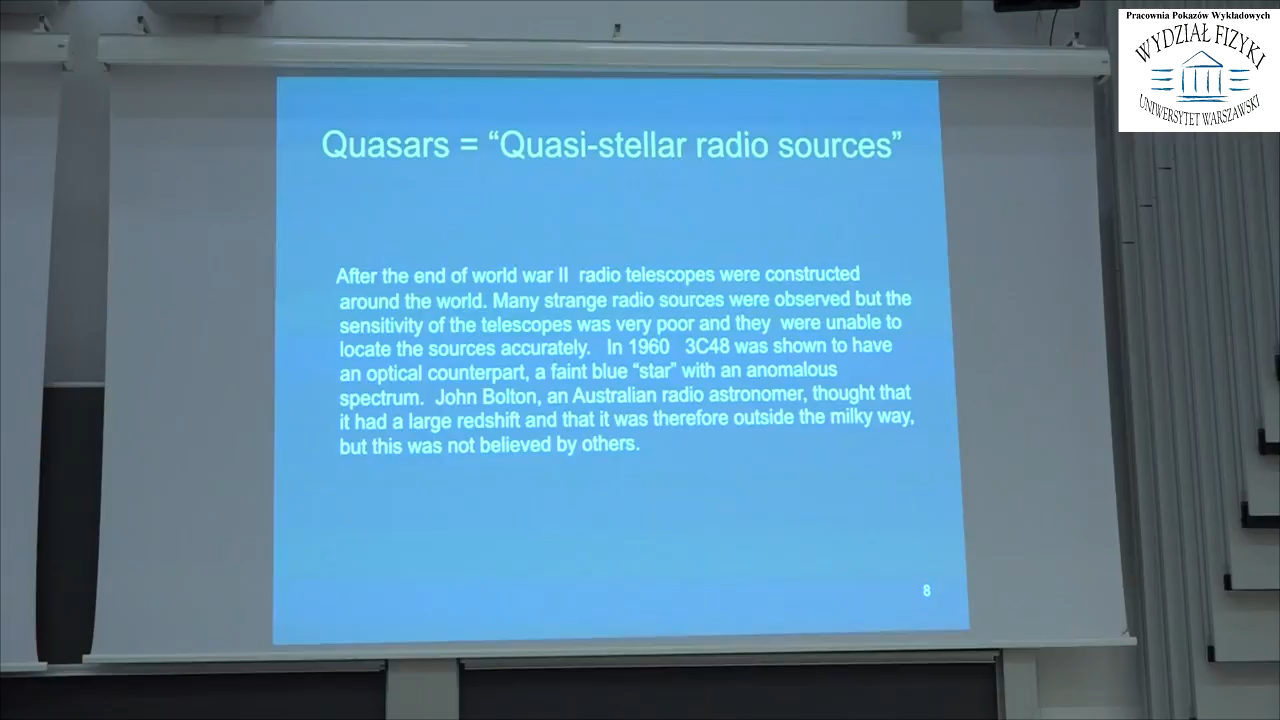 Pracownia Pokazów Wykładowych
WYDZIAŁ FIZYKI
UNIWERSYTET WARSZAWSKI
Quasars = “Quasi-stellar radio sources”
After the end of world war II radio telescopes were constructed
around the world. Many strange radio sources were observed but the
sensitivity of the telescopes was very poor and they were unable to
locate the sources accurately. In 1960 3C48 was shown to have
an optical counterpart, a faint blue “star” with an anomalous
spectrum. John Bolton, an Australian radio astronomer, thought that
it had a large redshift and that it was therefore outside the milky way,
but this was not believed by others.
8